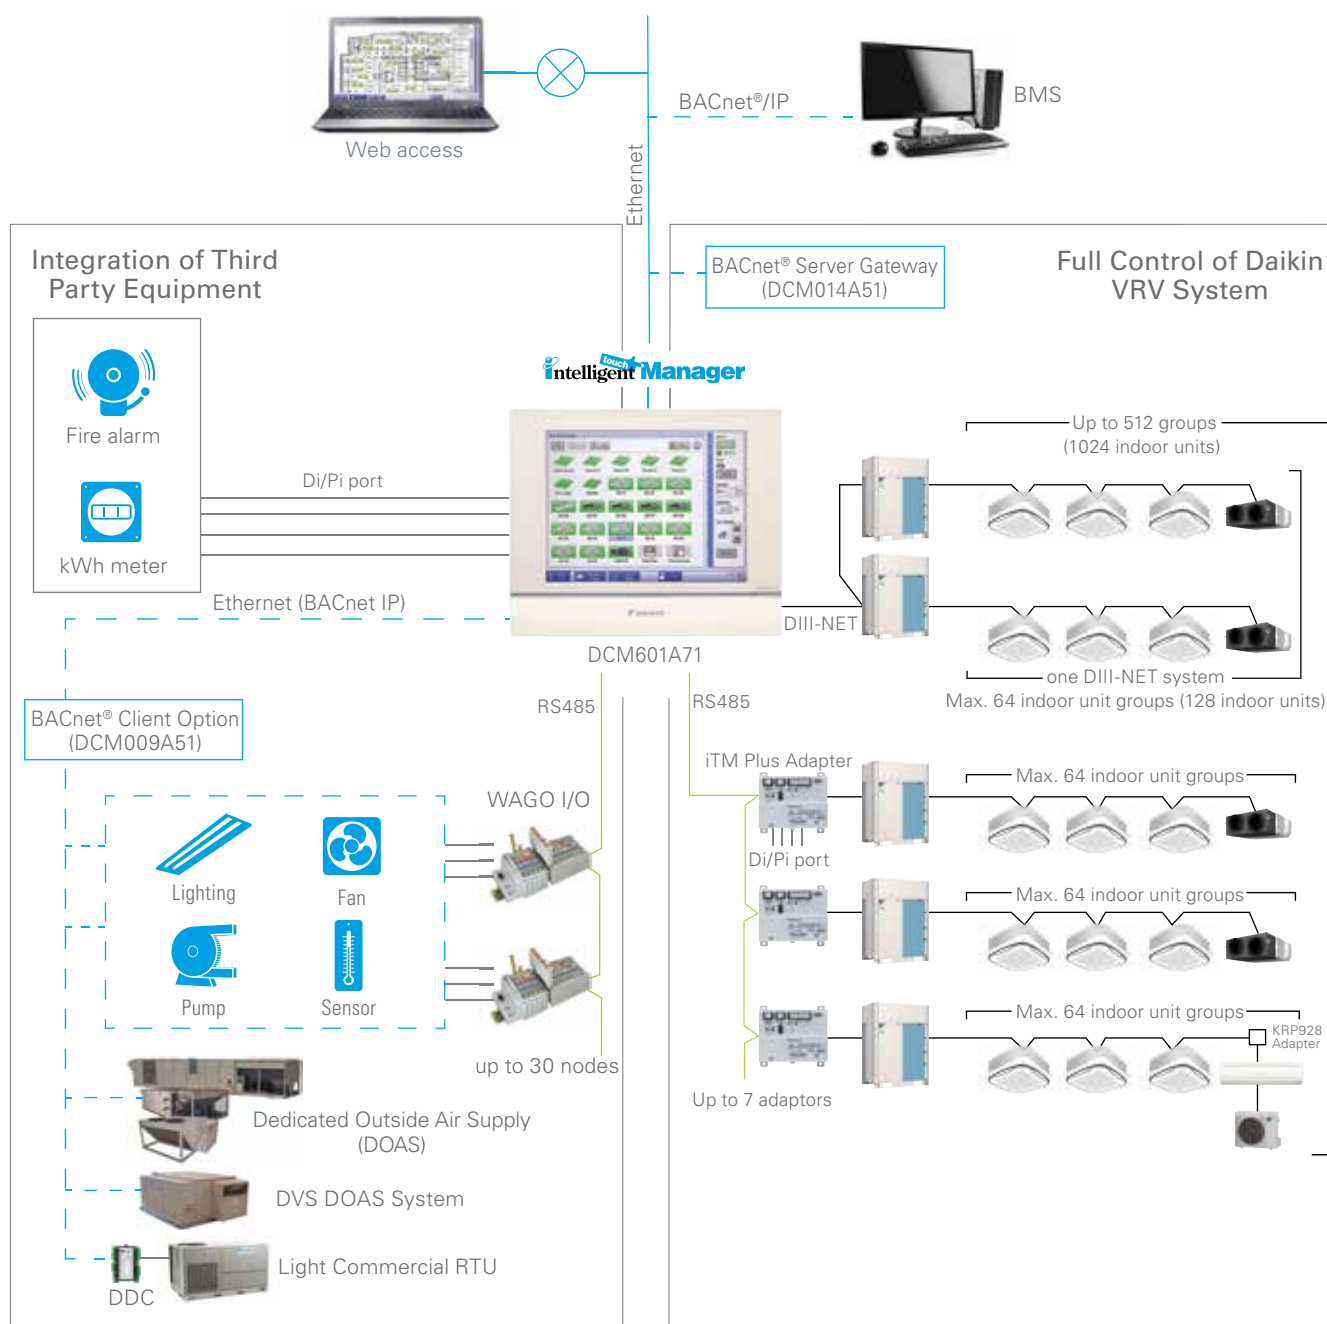 Web access
BACnet®/IP
BMS
Ethernet
Integration of Third
Party Equipment
BACnet® Server Gateway
(DCM014A51)
Full Control of Daikin
VRV System
Fire alarm
kWh meter
Di/Pi port
intelligent touch Manager
Ethernet (BACnet IP)
DCM601A71
DIII-NET
Up to 512 groups
(1024 indoor units)
one DIII-NET system
Max. 64 indoor unit groups (128 indoor units)
BACnet® Client Option
(DCM009A51)
RS485
RS485
WAGO I/O
Lighting
Fan
Pump
Sensor
up to 30 nodes
iTM Plus Adapter
Di/Pi port
Max. 64 indoor unit groups
Max. 64 indoor unit groups
Max. 64 indoor unit groups
KRP928
Adapter
Up to 7 adaptors
Dedicated Outside Air Supply
(DOAS)
DVS DOAS System
Light Commercial RTU
DDC